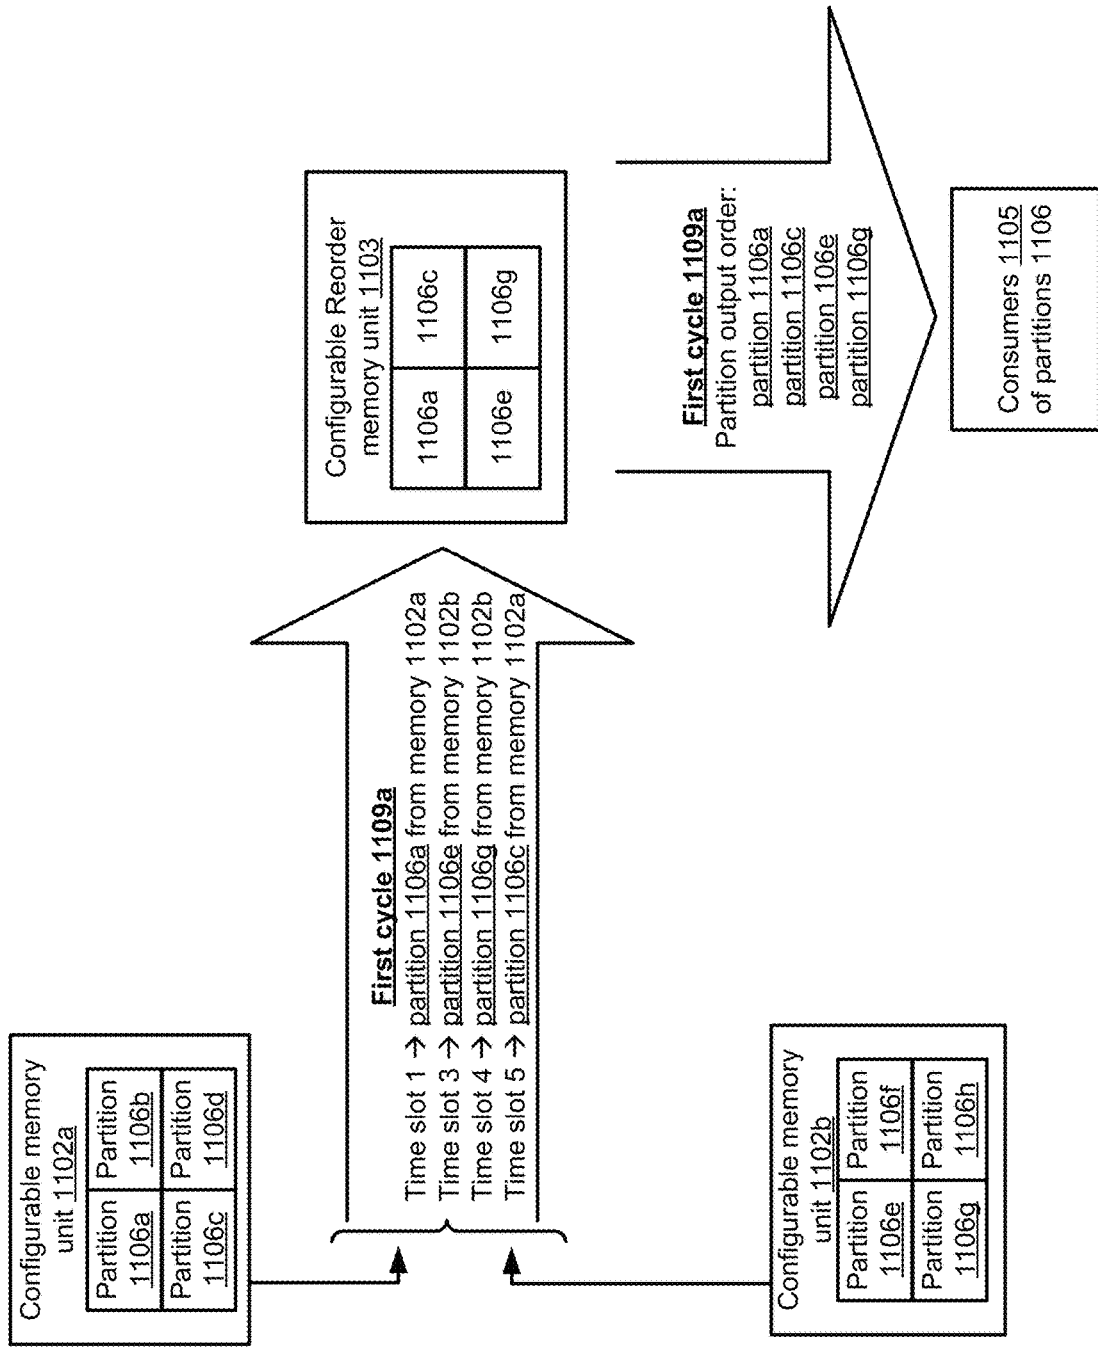 Configurable memory
unit 1102a
Partition
1106a
Partition
1106b
Partition
1106c
Partition
1106d
Configurable memory
unit 1102b
Partition
1106e
Partition
1106f
Partition
1106g
Partition
1106h
First cycle 1109a
Time slot 1 → partition 1106a from memory 1102a
Time slot 3 → partition 1106e from memory 1102b
Time slot 4 → partition 1106g from memory 1102b
Time slot 5 → partition 1106c from memory 1102a
Configurable Reorder
memory unit 1103
1106a
1106c
1106e
1106g
First cycle 1109a
Partition output order:
partition 1106a
partition 1106c
partition 106e
partition 1106g
Consumers 1105
of partitions 1106